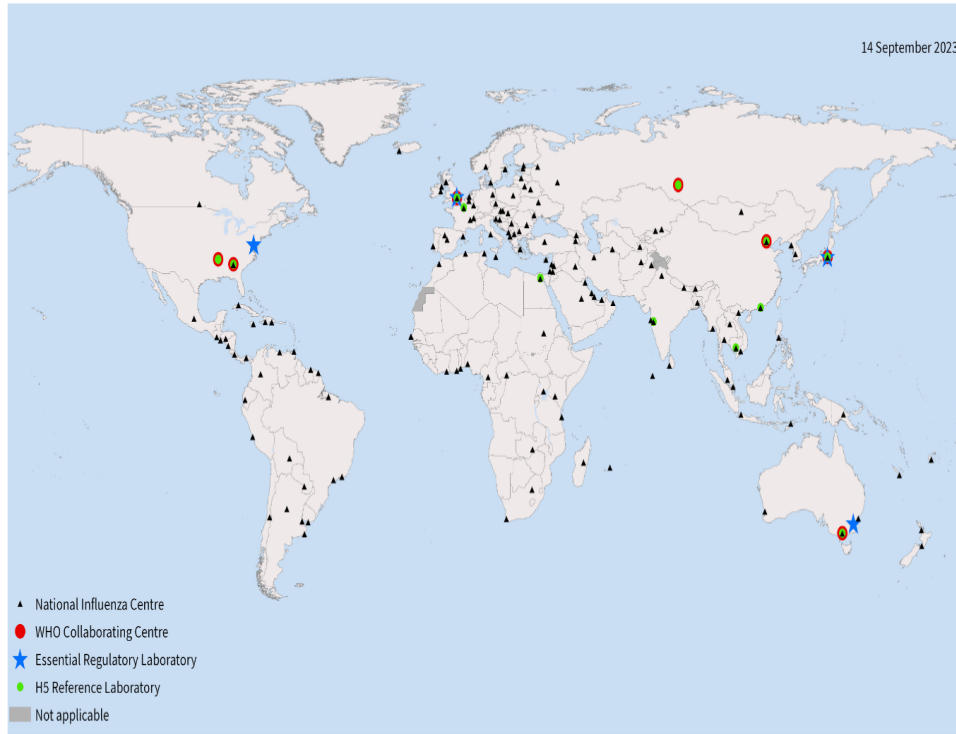 14 September 2023
National Influenza Centre
WHO Collaborating Centre
Essential Regulatory Laboratory
H5 Reference Laboratory
Not applicable